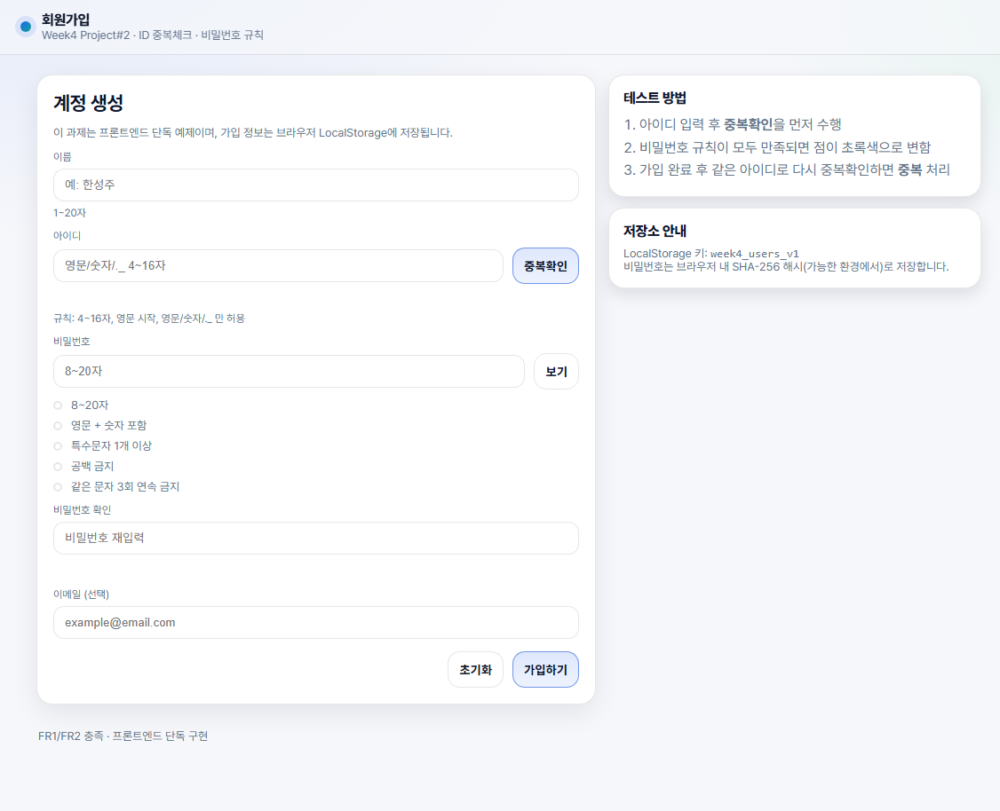 회원가입
Week4 Project#2 · ID 중복체크 · 비밀번호 규칙
계정 생성
이 과제는 프론트엔드 단독 예제이며, 가입 정보는 브라우저 LocalStorage에 저장됩니다.
이름
예: 한성주
1~20자
아이디
영문/숫자/._ 4~16자
중복확인
규칙: 4~16자, 영문 시작, 영문/숫자/._ 만 허용
비밀번호
8~20자
보기
8~20자
영문 + 숫자 포함
특수문자 1개 이상
공백 금지
같은 문자 3회 연속 금지
비밀번호 확인
비밀번호 재입력
이메일 (선택)
example@email.com
초기화
가입하기
테스트 방법
1. 아이디 입력 후 중복확인을 먼저 수행
2. 비밀번호 규칙이 모두 만족되면 점이 초록색으로 변함
3. 가입 완료 후 같은 아이디로 다시 중복확인하면 중복 처리
저장소 안내
LocalStorage 키: week4_users_v1
비밀번호는 브라우저 내 SHA-256 해시(가능한 환경에서)로 저장합니다.
FR1/FR2 충족 · 프론트엔드 단독 구현